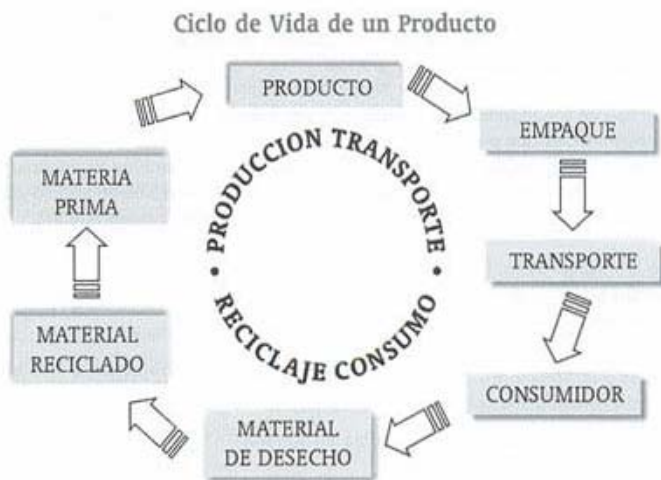 Ciclo de Vida de un Producto
PRODUCTO
EMPAQUE
TRANSPORTE
CONSUMIDOR
MATERIAL
DE DESECHO
MATERIAL
RECICLADO
MATERIA
PRIMA
• PRODUCCION TRANSPORTE •
RECICLAJE CONSUMO